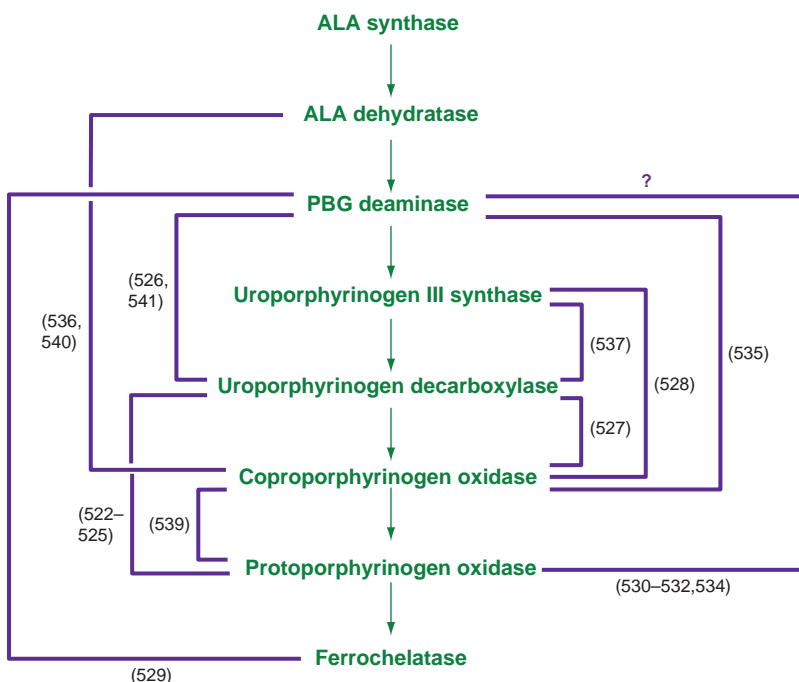 ALA synthase
ALA dehydratase
?
PBG deaminase
(526,
541)
Uroporphyrinogen III synthase
(536,
540)
(537)
(535)
(528)
Uroporphyrinogen decarboxylase
(527)
Coproporphyrinogen oxidase
(522–
525)
(539)
Protoporphyrinogen oxidase
(530–532,534)
Ferrochelatase
(529)